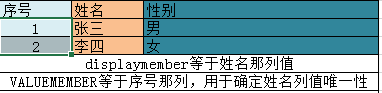 序号 姓名 性别
1 张三 男
2 李四 女
displaymember等于姓名那列值
VALUEMEMBER等于序号那列，用于确定姓名列值唯一性